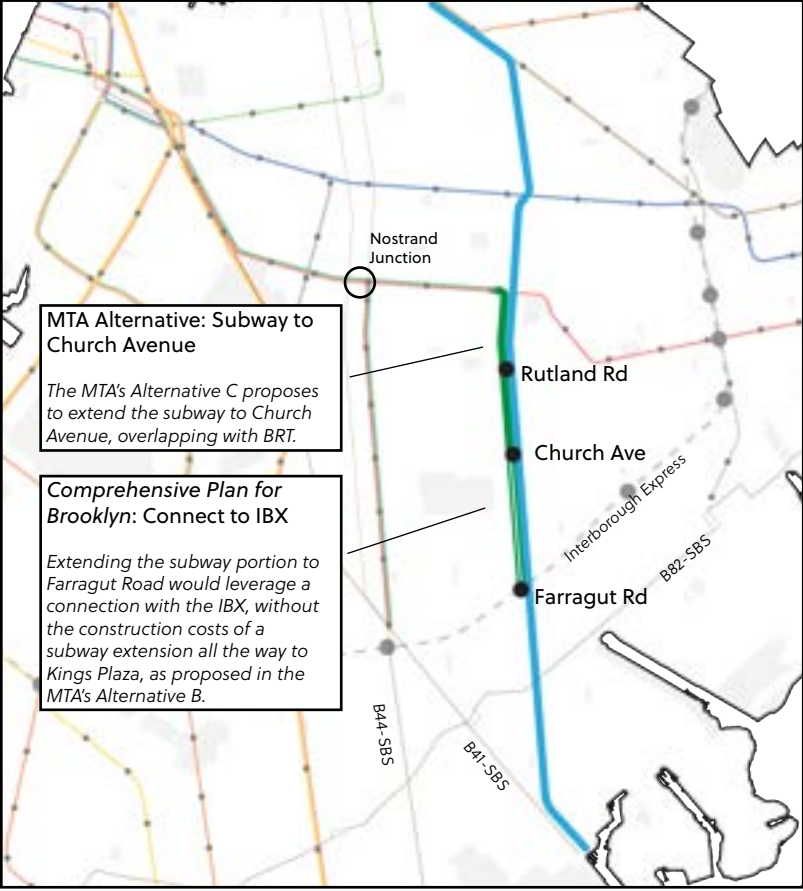 Nostrand
Junction
MTA Alternative: Subway to
Church Avenue
The MTA's Alternative C proposes
to extend the subway to Church
Avenue, overlapping with BRT.
Rutland Rd
Church Ave
Comprehensive Plan for
Brooklyn: Connect to IBX
Extending the subway portion to
Farragut Road would leverage a
connection with the IBX, without
the construction costs of a
subway extension all the way to
Kings Plaza, as proposed in the
MTA's Alternative B.
Interborough Express
B82-SBS
Farragut Rd
B44-SBS
B41-SBS